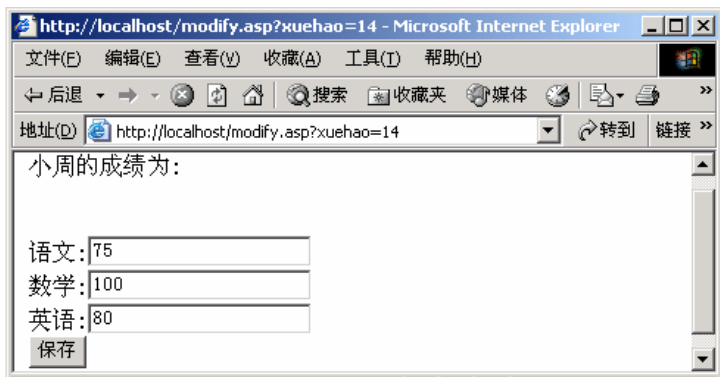 http://localhost/modify.asp?xuehao=14 - Microsoft Internet Explorer
文件(F) 编辑(E) 查看(V) 收藏(A) 工具(T) 帮助(H)
后退 搜索 收藏夹 媒体 »
地址(D) http://localhost/modify.asp?xuehao=14 转到 链接 »
小周的成绩为:
语文:75
数学:100
英语:80
保存